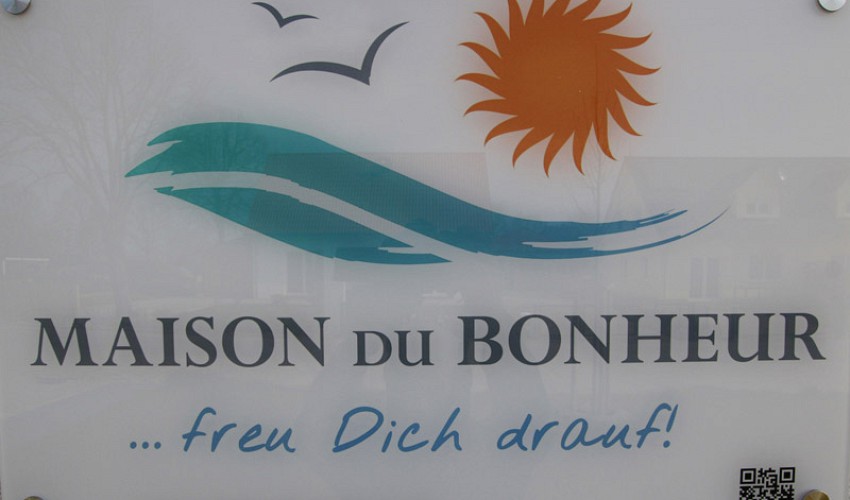 MAISON DU BONHEUR
... freu Dich drauf!